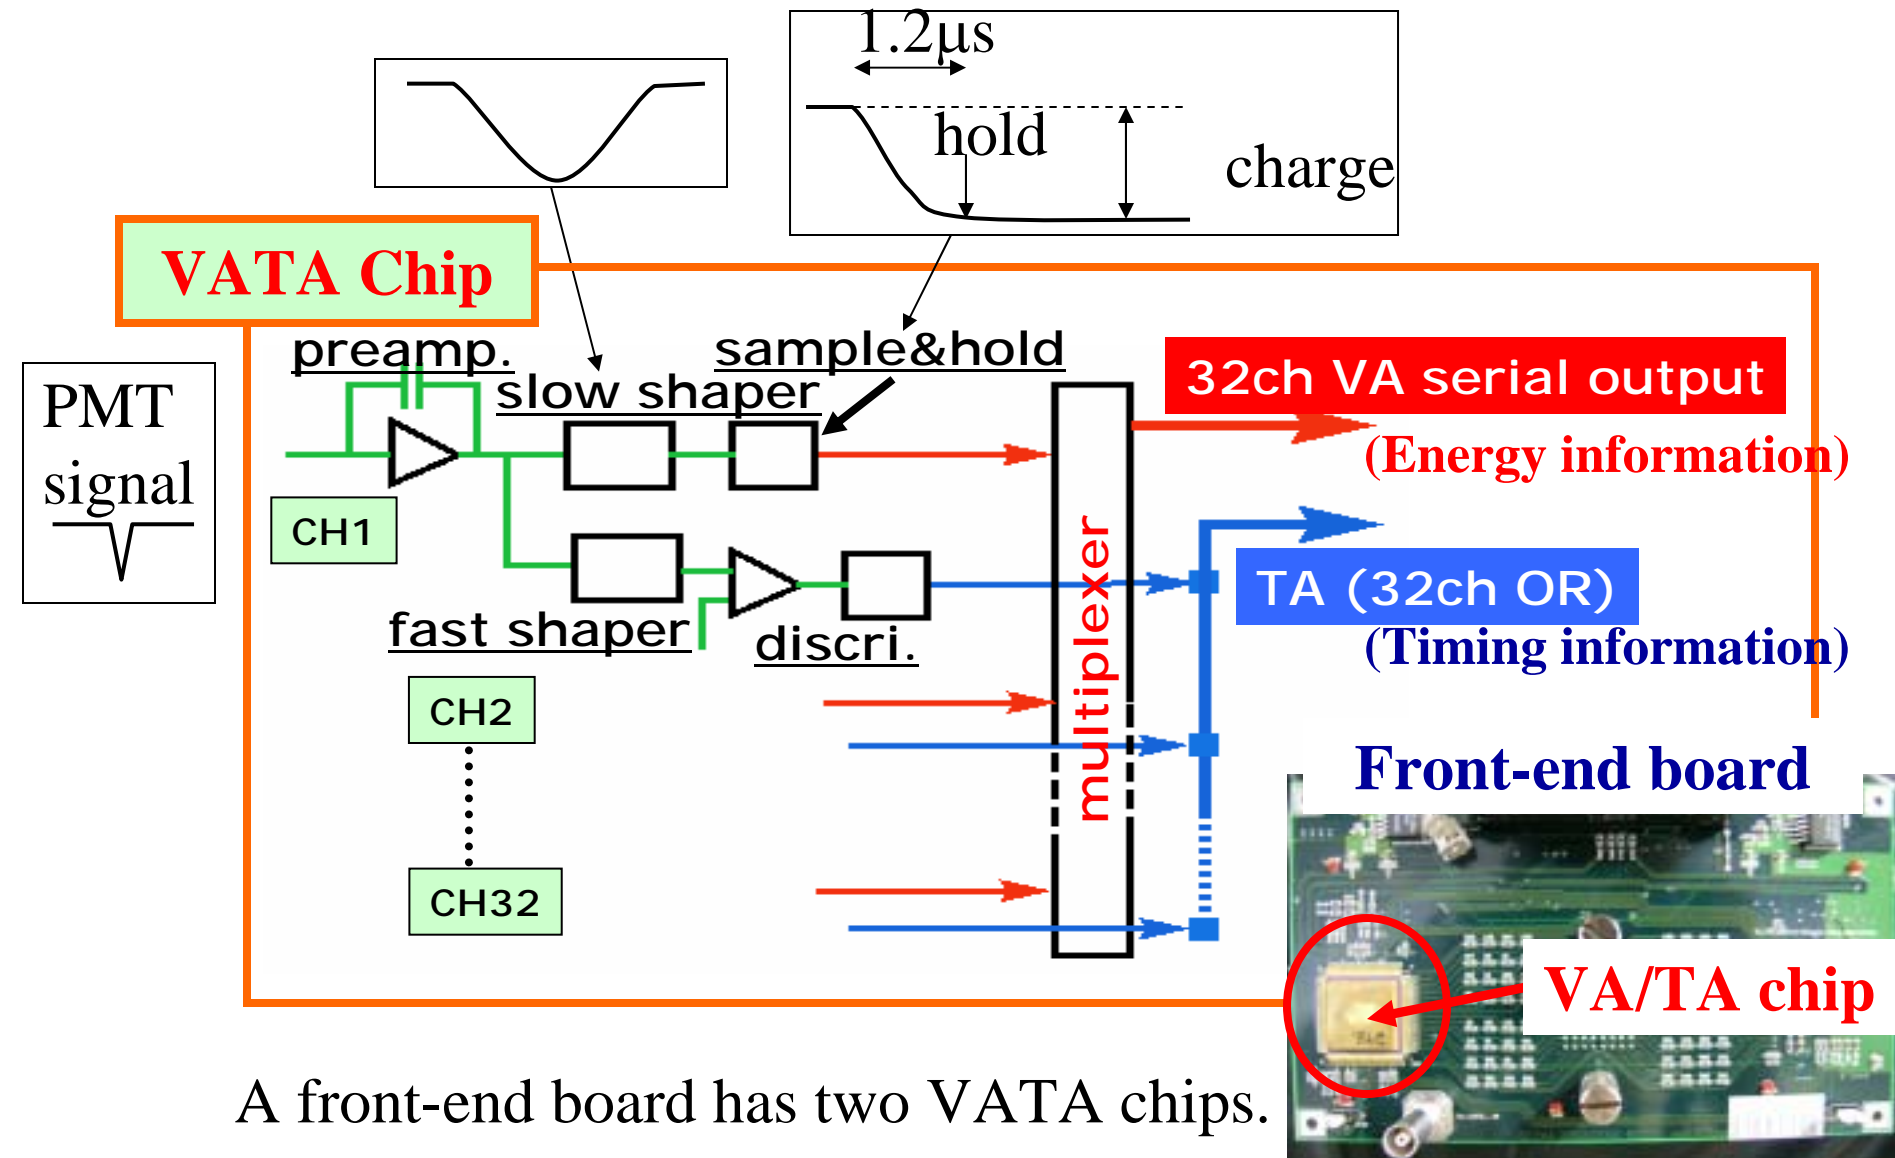 1.2μs
hold
charge
VATA Chip
preamp.
slow shaper
sample&hold
32ch VA serial output
(Energy information)
PMT
signal
CH1
multiplexer
TA (32ch OR)
(Timing information)
fast shaper
discri.
CH2
CH32
Front-end board
VA/TA chip
A front-end board has two VATA chips.